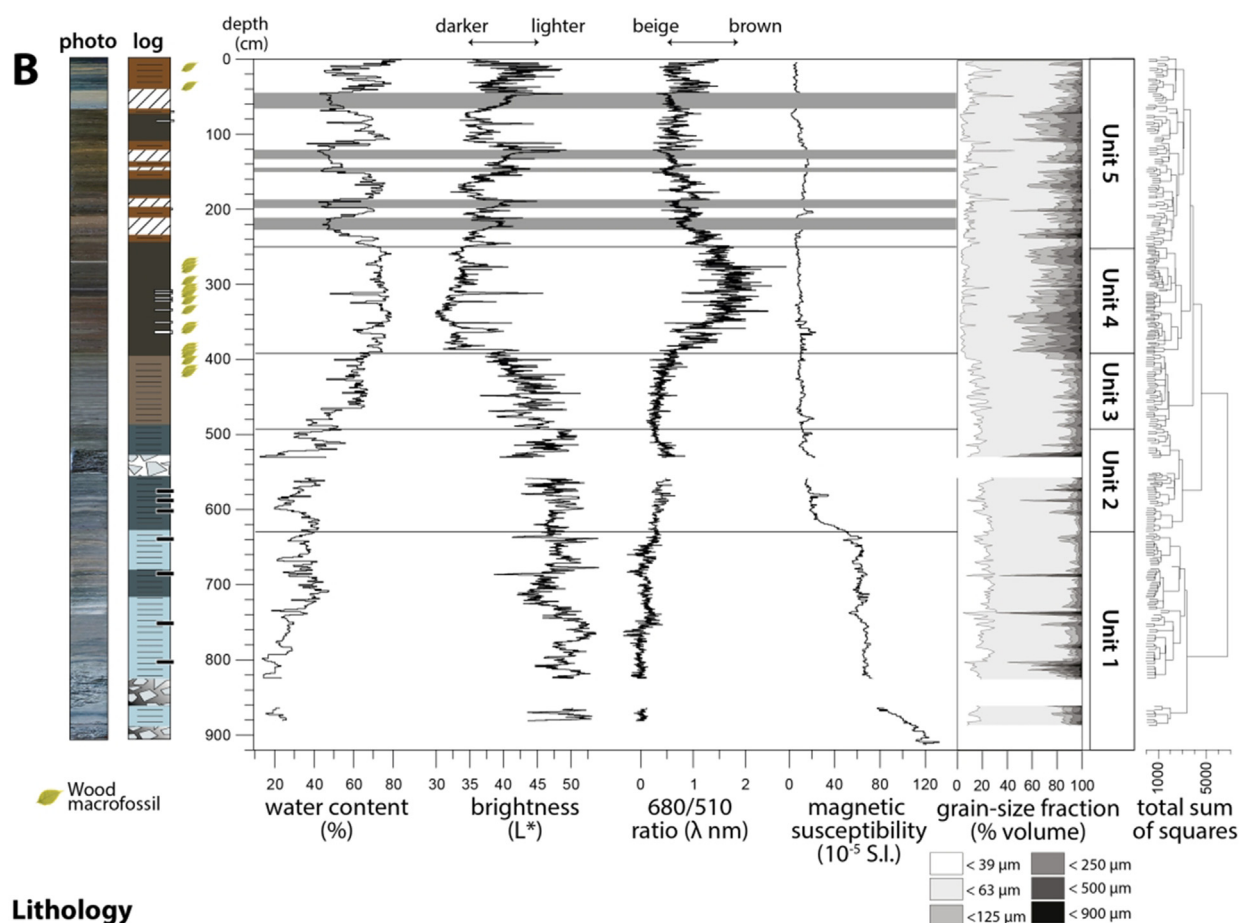 B
photo
log
depth
(cm)
darker
lighter
beige
brown
0
100
200
300
400
500
600
700
800
900
Unit 5
Unit 4
Unit 3
Unit 2
Unit 1
20 40 60 80
30 35 40 45 50
0 1 2
0 40 80 120
0 20 40 60 80 100
1000
5000
water content
(%)
brightness
(L*)
680/510
ratio (λ nm)
magnetic
susceptibility
(10⁻⁵ S.I.)
grain-size fraction
(% volume)
total sum
of squares
Wood
macrofossil
< 39 µm
< 63 µm
<125 µm
< 250 µm
< 500 µm
< 900 µm
Lithology